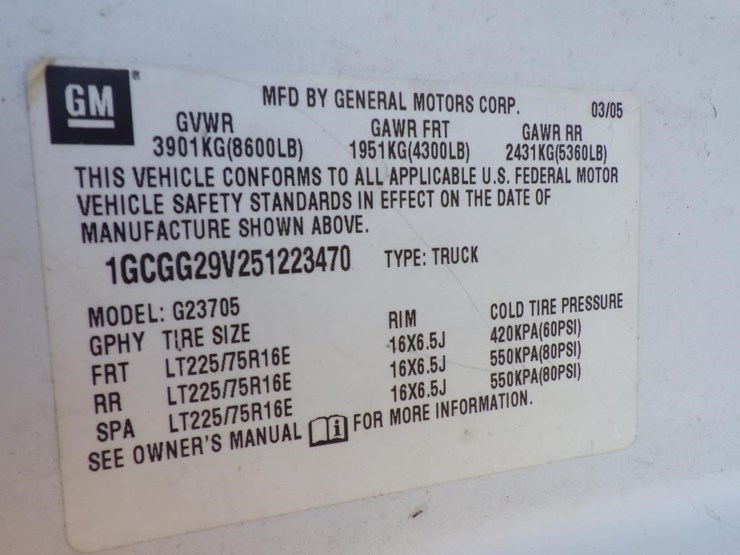 GM ®
MFD BY GENERAL MOTORS CORP. 03/05
GVWR GAWR FRT GAWR RR
3901KG(8600LB) 1951KG(4300LB) 2431KG(5360LB)
THIS VEHICLE CONFORMS TO ALL APPLICABLE U.S. FEDERAL MOTOR
VEHICLE SAFETY STANDARDS IN EFFECT ON THE DATE OF
MANUFACTURE SHOWN ABOVE.
1GCGG29V251223470 TYPE: TRUCK
MODEL: G23705
GPHY TIRE SIZE RIM COLD TIRE PRESSURE
FRT LT225/75R16E 16X6.5J 420KPA(60PSI)
RR LT225/75R16E 16X6.5J 550KPA(80PSI)
SPA LT225/75R16E 16X6.5J 550KPA(80PSI)
SEE OWNER'S MANUAL i FOR MORE INFORMATION.